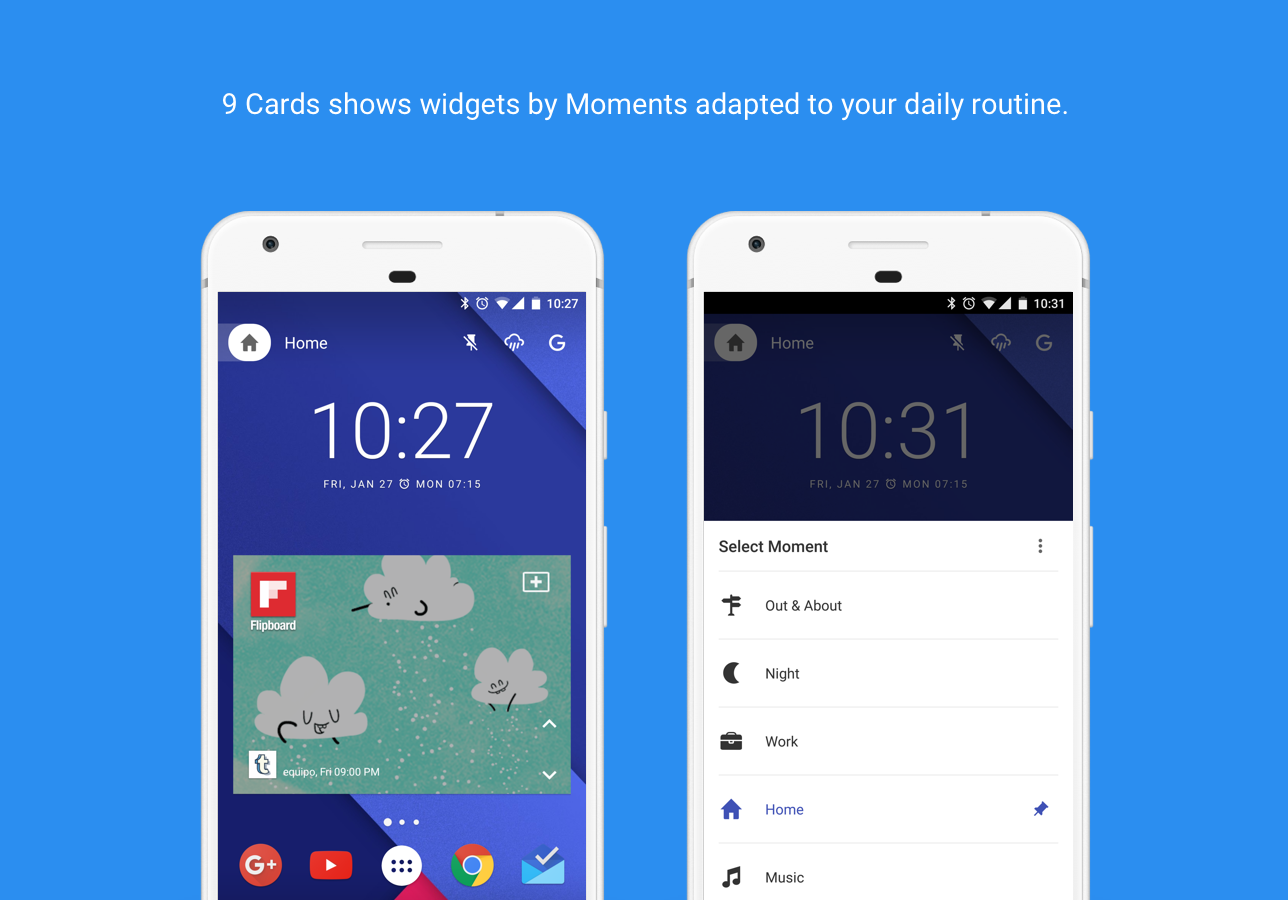 9 Cards shows widgets by Moments adapted to your daily routine.
10:27
Home
G
10:27
FRI, JAN 27 MON 07:15
Flipboard
t
equipo, Fri 09:00 PM
G+
10:31
Home
G
10:31
FRI, JAN 27 MON 07:15
Select Moment
Out & About
Night
Work
Home
Music